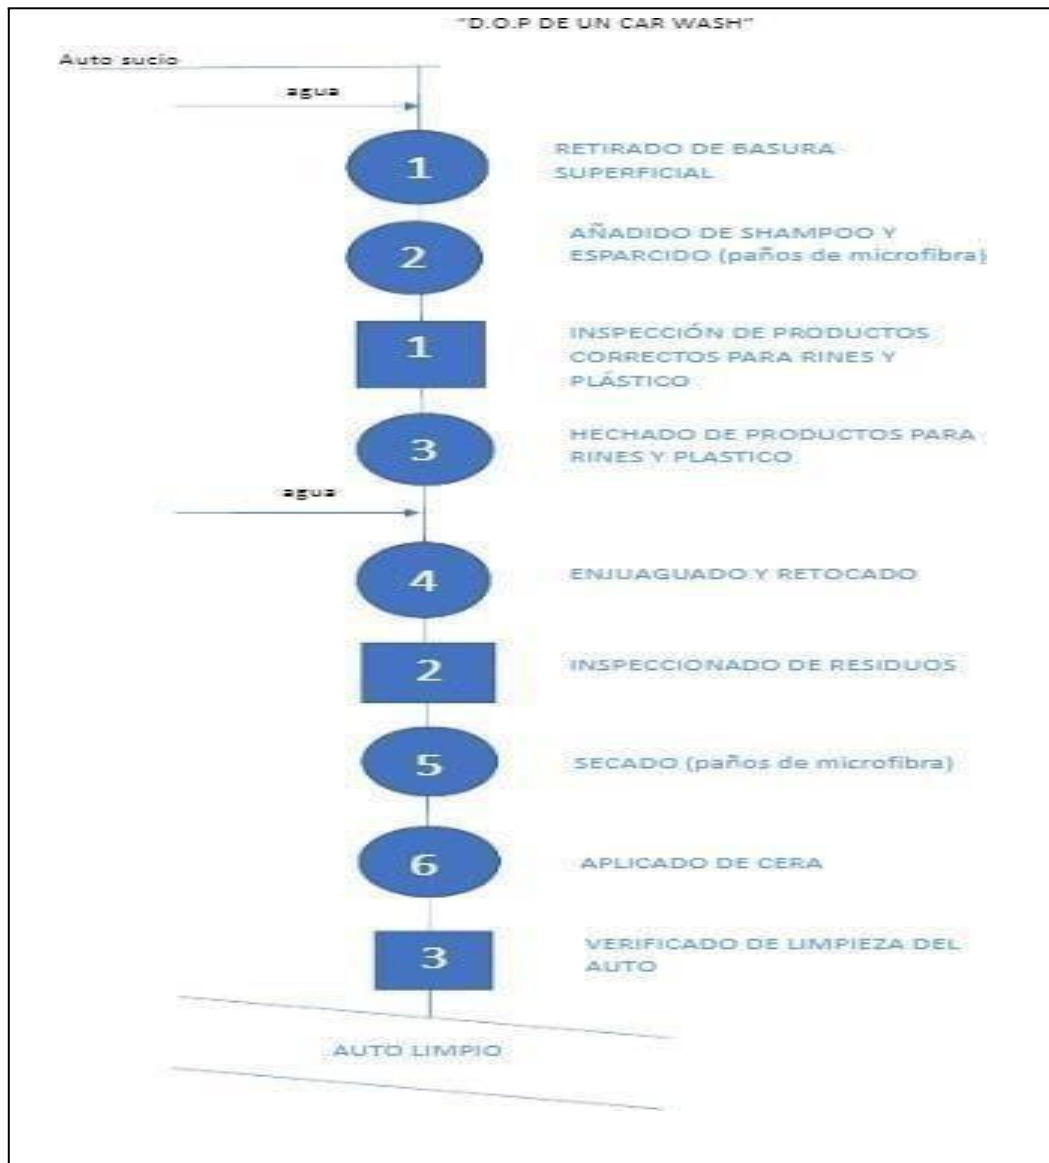 "D.O.P DE UN CAR WASH"
Auto sucio
agua
1
RETIRADO DE BASURA
SUPERFICIAL
2
AÑADIDO DE SHAMPOO Y
ESPARCIDO (paños de microfibra)
1
INSPECCIÓN DE PRODUCTOS
CORRECTOS PARA RINES Y
PLÁSTICO
3
HECHADO DE PRODUCTOS PARA
RINES Y PLASTICO
agua
4
ENJUAGUADO Y RETOCADO
2
INSPECCIONADO DE RESIDUOS
5
SECADO (paños de microfibra)
6
APLICADO DE CERA
3
VERIFICADO DE LIMPIEZA DEL
AUTO
AUTO LIMPIO